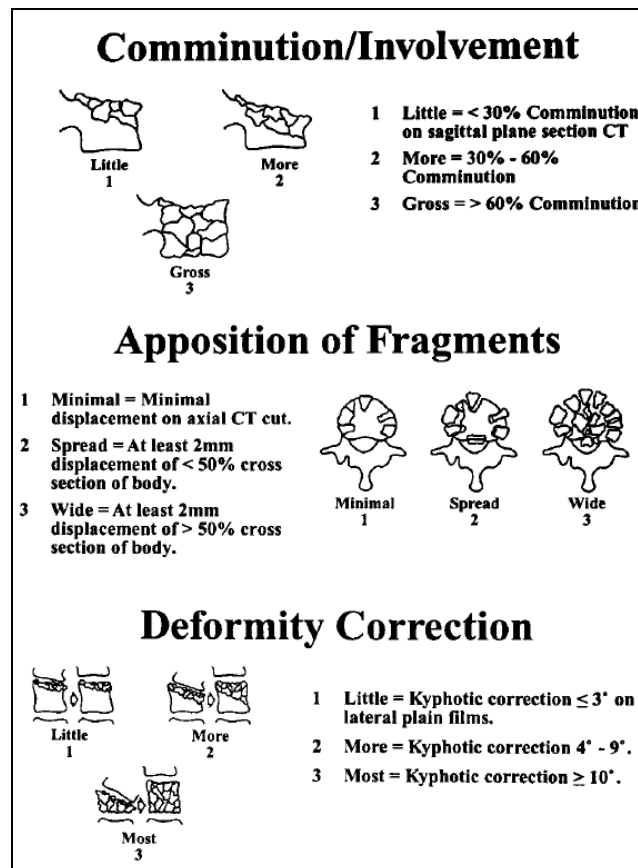 Comminution/Involvement
Little
1
More
2
Gross
3
1 Little = < 30% Comminution
on sagittal plane section CT
2 More = 30% - 60%
Comminution
3 Gross = > 60% Comminution
Apposition of Fragments
1 Minimal = Minimal
displacement on axial CT cut.
2 Spread = At least 2mm
displacement of < 50% cross
section of body.
3 Wide = At least 2mm
displacement of > 50% cross
section of body.
Minimal
1
Spread
2
Wide
3
Deformity Correction
Little
1
More
2
Most
3
1 Little = Kyphotic correction ≤ 3° on
lateral plain films.
2 More = Kyphotic correction 4° - 9°.
3 Most = Kyphotic correction ≥ 10°.